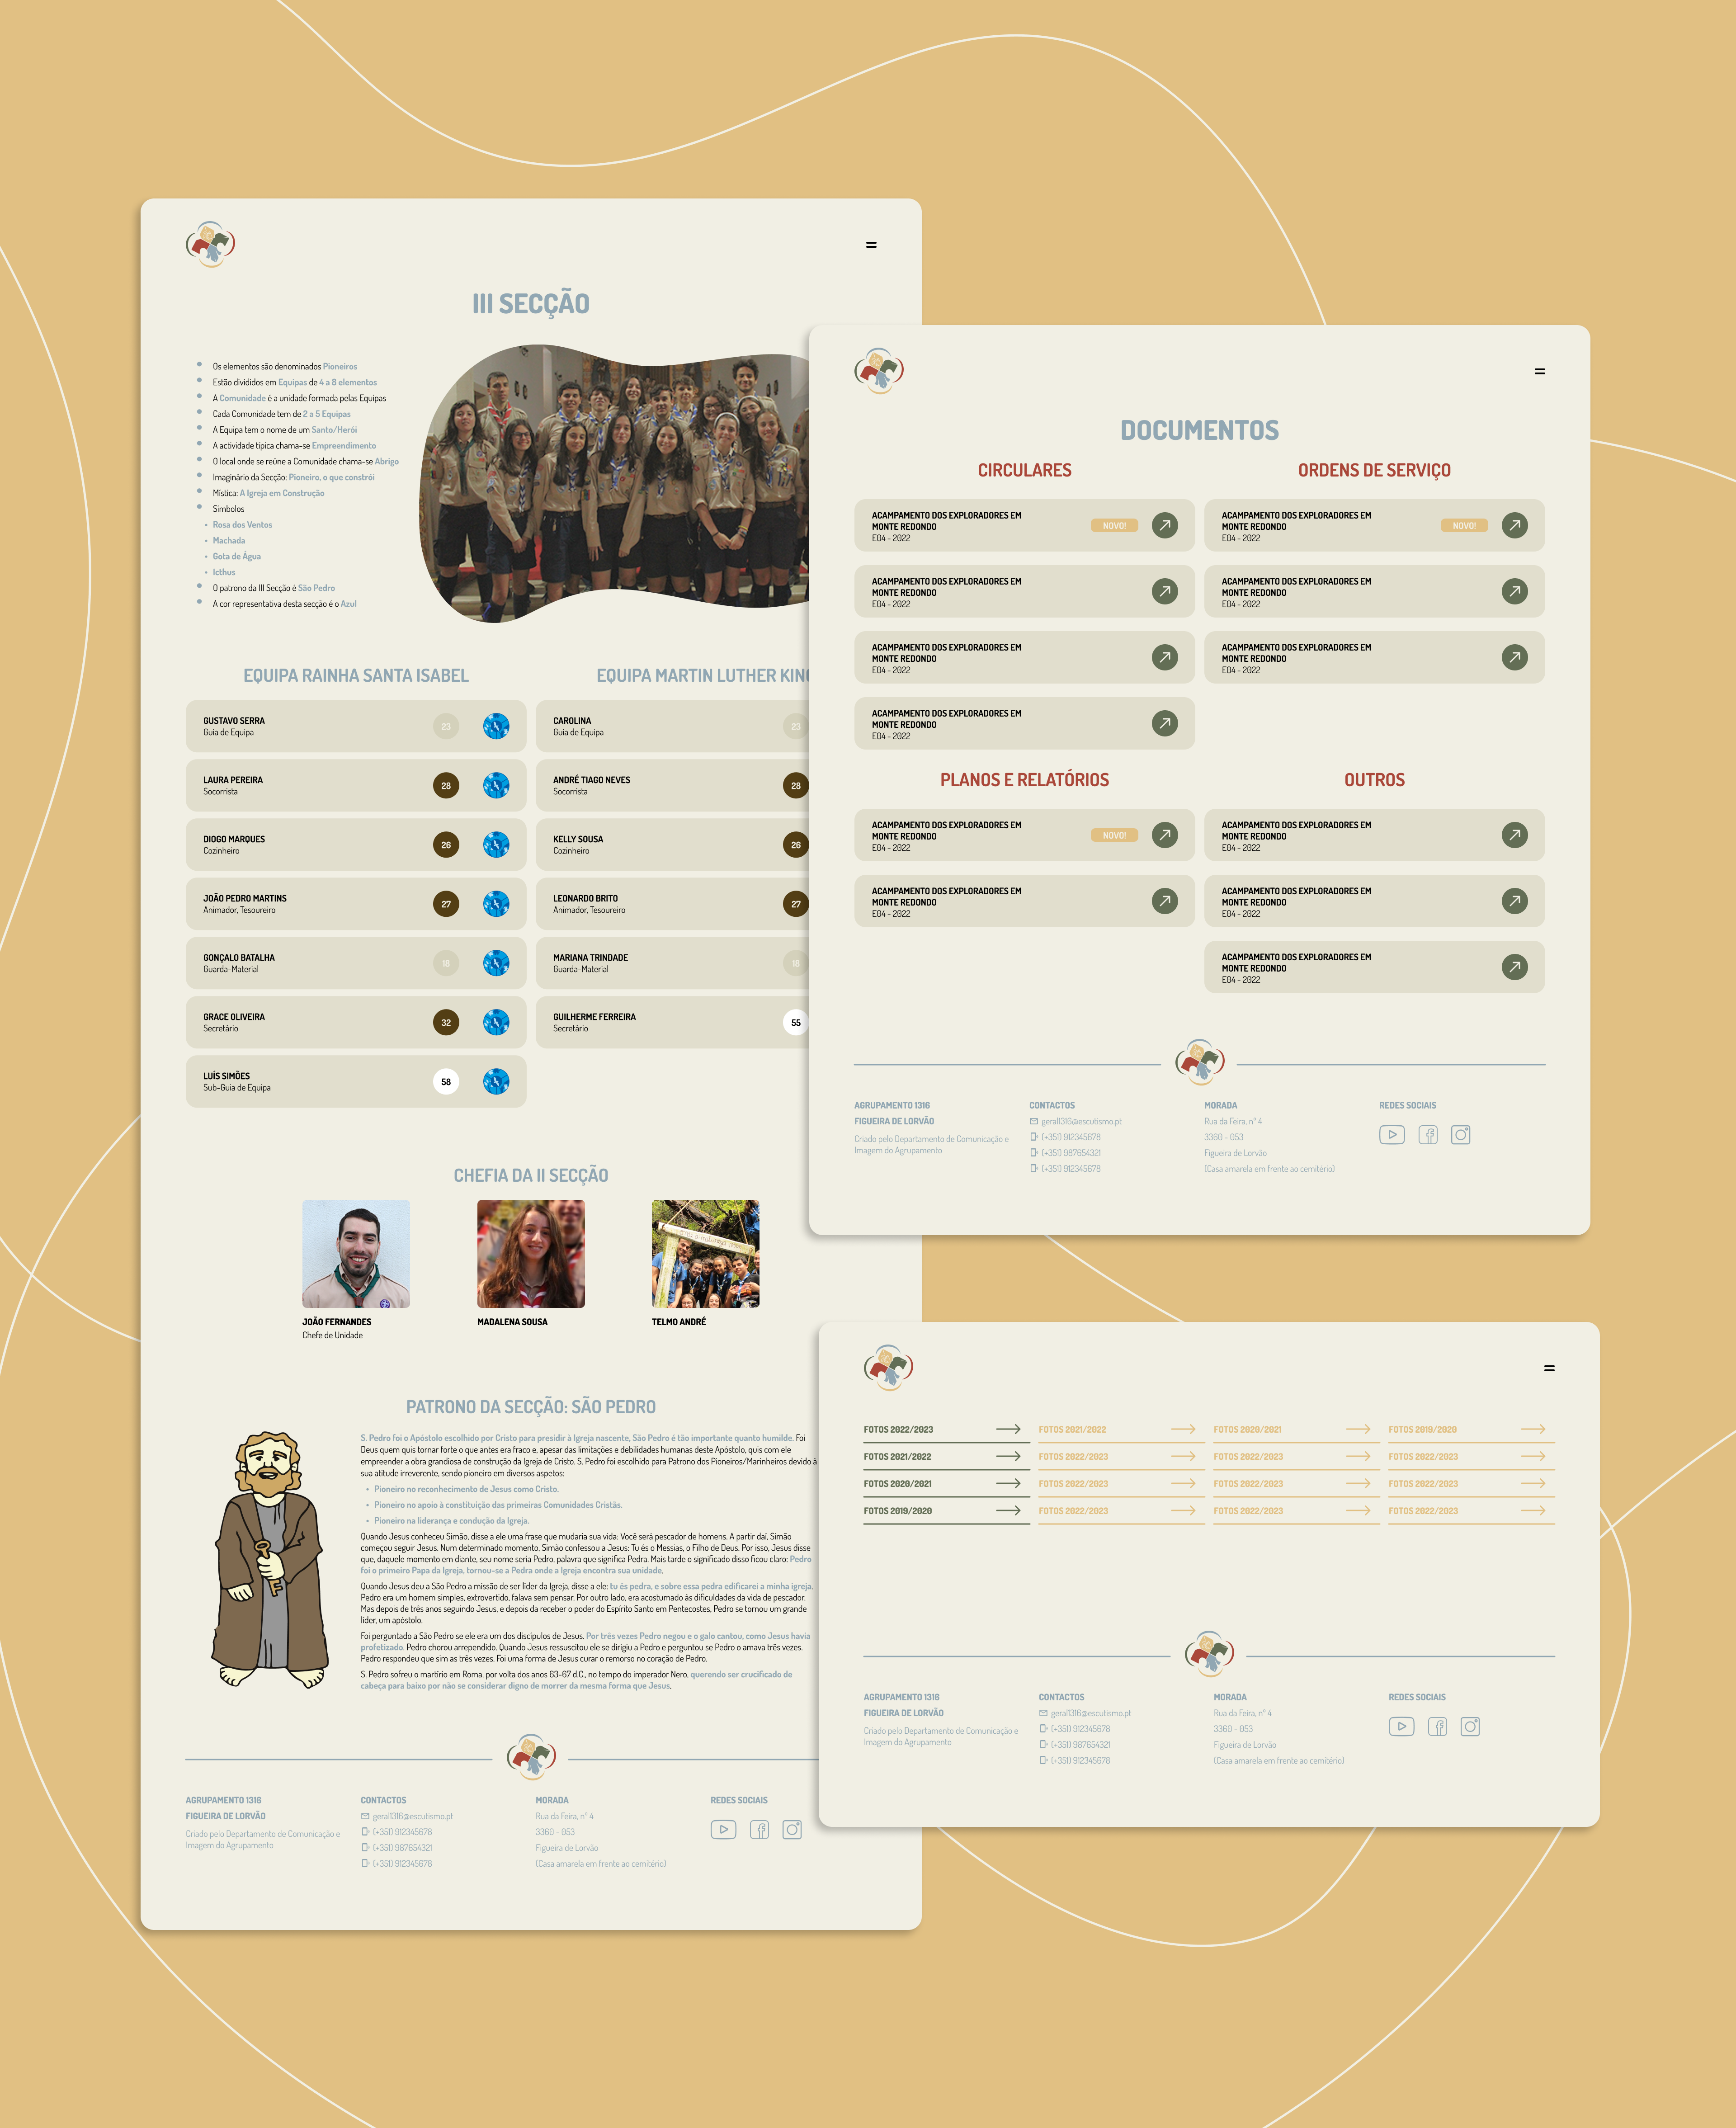 III SECÇÃO
Os elementos são denominados Pioneiros
Estão divididos em Equipas de 4 a 8 elementos
A Comunidade é a unidade formada pelas Equipas
Cada Comunidade tem de 2 a 5 Equipas
A Equipa tem o nome de um Santo/Herói
A actividade típica chama-se Empreendimento
O local onde se reúne a Comunidade chama-se Abrigo
Imaginário da Secção: Pioneiro, o que constrói
Mística: A Igreja em Construção
Símbolos
Rosa dos Ventos
Machada
Gota de Água
Icthus
O patrono da III Secção é São Pedro
A cor representativa desta secção é o Azul
EQUIPA RAINHA SANTA ISABEL
GUSTAVO SERRA
Guia de Equipa
23
LAURA PEREIRA
Socorrista
28
DIOGO MARQUES
Cozinheiro
26
JOÃO PEDRO MARTINS
Animador, Tesoureiro
27
GONÇALO BATALHA
Guarda-Material
18
GRACE OLIVEIRA
Secretário
32
LUÍS SIMÕES
Sub-Guia de Equipa
58
EQUIPA MARTIN LUTHER KING
CAROLINA
Guia de Equipa
23
ANDRÉ TIAGO NEVES
Socorrista
28
KELLY SOUSA
Cozinheiro
26
LEONARDO BRITO
Animador, Tesoureiro
27
MARIANA TRINDADE
Guarda-Material
18
GUILHERME FERREIRA
Secretário
55
CHEFIA DA II SECÇÃO
JOÃO FERNANDES
Chefe de Unidade
MADALENA SOUSA
TELMO ANDRÉ
PATRONO DA SECÇÃO: SÃO PEDRO
S. Pedro foi o Apóstolo escolhido por Cristo para presidir à Igreja nascente, São Pedro é tão importante quanto humilde. Foi
Deus quem quis tornar forte o que antes era fraco e, apesar das limitações e debilidades humanas deste Apóstolo, quis com ele
empreender a obra grandiosa de construção da Igreja de Cristo. S. Pedro foi escolhido para Patrono dos Pioneiros/Marinheiros devido à
sua atitude irreverente, sendo pioneiro em diversos aspetos:
Pioneiro no reconhecimento de Jesus como Cristo.
Pioneiro no apoio à constituição das primeiras Comunidades Cristãs.
Pioneiro na liderança e condução da Igreja.
Quando Jesus conheceu Simão, disse a ele uma frase que mudaria sua vida: Você será pescador de homens. A partir daí, Simão
começou seguir Jesus. Num determinado momento, Simão confessou a Jesus: Tu és o Messias, o Filho de Deus. Por isso, Jesus disse
que, daquele momento em diante, seu nome seria Pedro, palavra que significa Pedra. Mais tarde o significado disso ficou claro: Pedro
foi o primeiro Papa da Igreja, tornou-se a Pedra onde a Igreja encontra sua unidade.
Quando Jesus deu a São Pedro a missão de ser líder da Igreja, disse a ele: tu és pedra, e sobre essa pedra edificarei a minha igreja.
Pedro era um homem simples, extrovertido, falava sem pensar. Por outro lado, era acostumado às dificuldades da vida de pescador.
Mas depois de três anos seguindo Jesus, e depois da receber o poder do Espírito Santo em Pentecostes, Pedro se tornou um grande
líder, um apóstolo.
Foi perguntado a São Pedro se ele era um dos discípulos de Jesus. Por três vezes Pedro negou e o galo cantou, como Jesus havia
profetizado. Pedro chorou arrependido. Quando Jesus ressuscitou ele se dirigiu a Pedro e perguntou se Pedro o amava três vezes.
Pedro respondeu que sim as três vezes. Foi uma forma de Jesus curar o remorso no coração de Pedro.
S. Pedro sofreu o martírio em Roma, por volta dos anos 63-67 d.C., no tempo do imperador Nero, querendo ser crucificado de
cabeça para baixo por não se considerar digno de morrer da mesma forma que Jesus.
AGRUPAMENTO 1316
FIGUEIRA DE LORVÃO
Criado pelo Departamento de Comunicação e
Imagem do Agrupamento
CONTACTOS
geral1316@escutismo.pt
(+351) 912345678
(+351) 987654321
(+351) 912345678
MORADA
Rua da Feira, nº 4
3360 - 053
Figueira de Lorvão
(Casa amarela em frente ao cemitério)
REDES SOCIAIS
DOCUMENTOS
CIRCULARES
ACAMPAMENTO DOS EXPLORADORES EM
MONTE REDONDO
E04 - 2022
NOVO!
ACAMPAMENTO DOS EXPLORADORES EM
MONTE REDONDO
E04 - 2022
ACAMPAMENTO DOS EXPLORADORES EM
MONTE REDONDO
E04 - 2022
ACAMPAMENTO DOS EXPLORADORES EM
MONTE REDONDO
E04 - 2022
ORDENS DE SERVIÇO
ACAMPAMENTO DOS EXPLORADORES EM
MONTE REDONDO
E04 - 2022
NOVO!
ACAMPAMENTO DOS EXPLORADORES EM
MONTE REDONDO
E04 - 2022
ACAMPAMENTO DOS EXPLORADORES EM
MONTE REDONDO
E04 - 2022
PLANOS E RELATÓRIOS
ACAMPAMENTO DOS EXPLORADORES EM
MONTE REDONDO
E04 - 2022
NOVO!
ACAMPAMENTO DOS EXPLORADORES EM
MONTE REDONDO
E04 - 2022
OUTROS
ACAMPAMENTO DOS EXPLORADORES EM
MONTE REDONDO
E04 - 2022
ACAMPAMENTO DOS EXPLORADORES EM
MONTE REDONDO
E04 - 2022
ACAMPAMENTO DOS EXPLORADORES EM
MONTE REDONDO
E04 - 2022
AGRUPAMENTO 1316
FIGUEIRA DE LORVÃO
Criado pelo Departamento de Comunicação e
Imagem do Agrupamento
CONTACTOS
geral1316@escutismo.pt
(+351) 912345678
(+351) 987654321
(+351) 912345678
MORADA
Rua da Feira, nº 4
3360 - 053
Figueira de Lorvão
(Casa amarela em frente ao cemitério)
REDES SOCIAIS
FOTOS 2022/2023
FOTOS 2021/2022
FOTOS 2020/2021
FOTOS 2019/2020
FOTOS 2021/2022
FOTOS 2022/2023
FOTOS 2022/2023
FOTOS 2022/2023
FOTOS 2020/2021
FOTOS 2022/2023
FOTOS 2022/2023
FOTOS 2022/2023
FOTOS 2019/2020
FOTOS 2022/2023
FOTOS 2022/2023
FOTOS 2022/2023
AGRUPAMENTO 1316
FIGUEIRA DE LORVÃO
Criado pelo Departamento de Comunicação e
Imagem do Agrupamento
CONTACTOS
geral1316@escutismo.pt
(+351) 912345678
(+351) 987654321
(+351) 912345678
MORADA
Rua da Feira, nº 4
3360 - 053
Figueira de Lorvão
(Casa amarela em frente ao cemitério)
REDES SOCIAIS